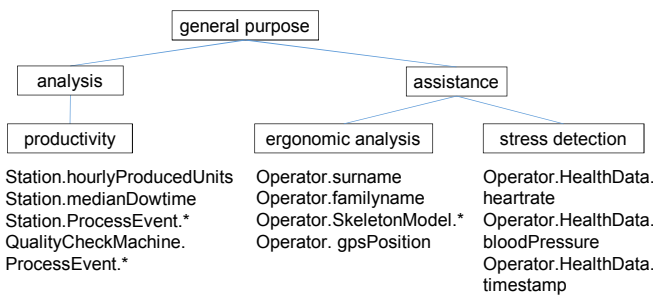 general purpose
analysis
assistance
productivity
ergonomic analysis
stress detection
Station.hourlyProducedUnits
Station.medianDowtime
Station.ProcessEvent.*
QualityCheckMachine.
ProcessEvent.*
Operator.surname
Operator.familyname
Operator.SkeletonModel.*
Operator. gpsPosition
Operator.HealthData.
heartrate
Operator.HealthData.
bloodPressure
Operator.HealthData.
timestamp